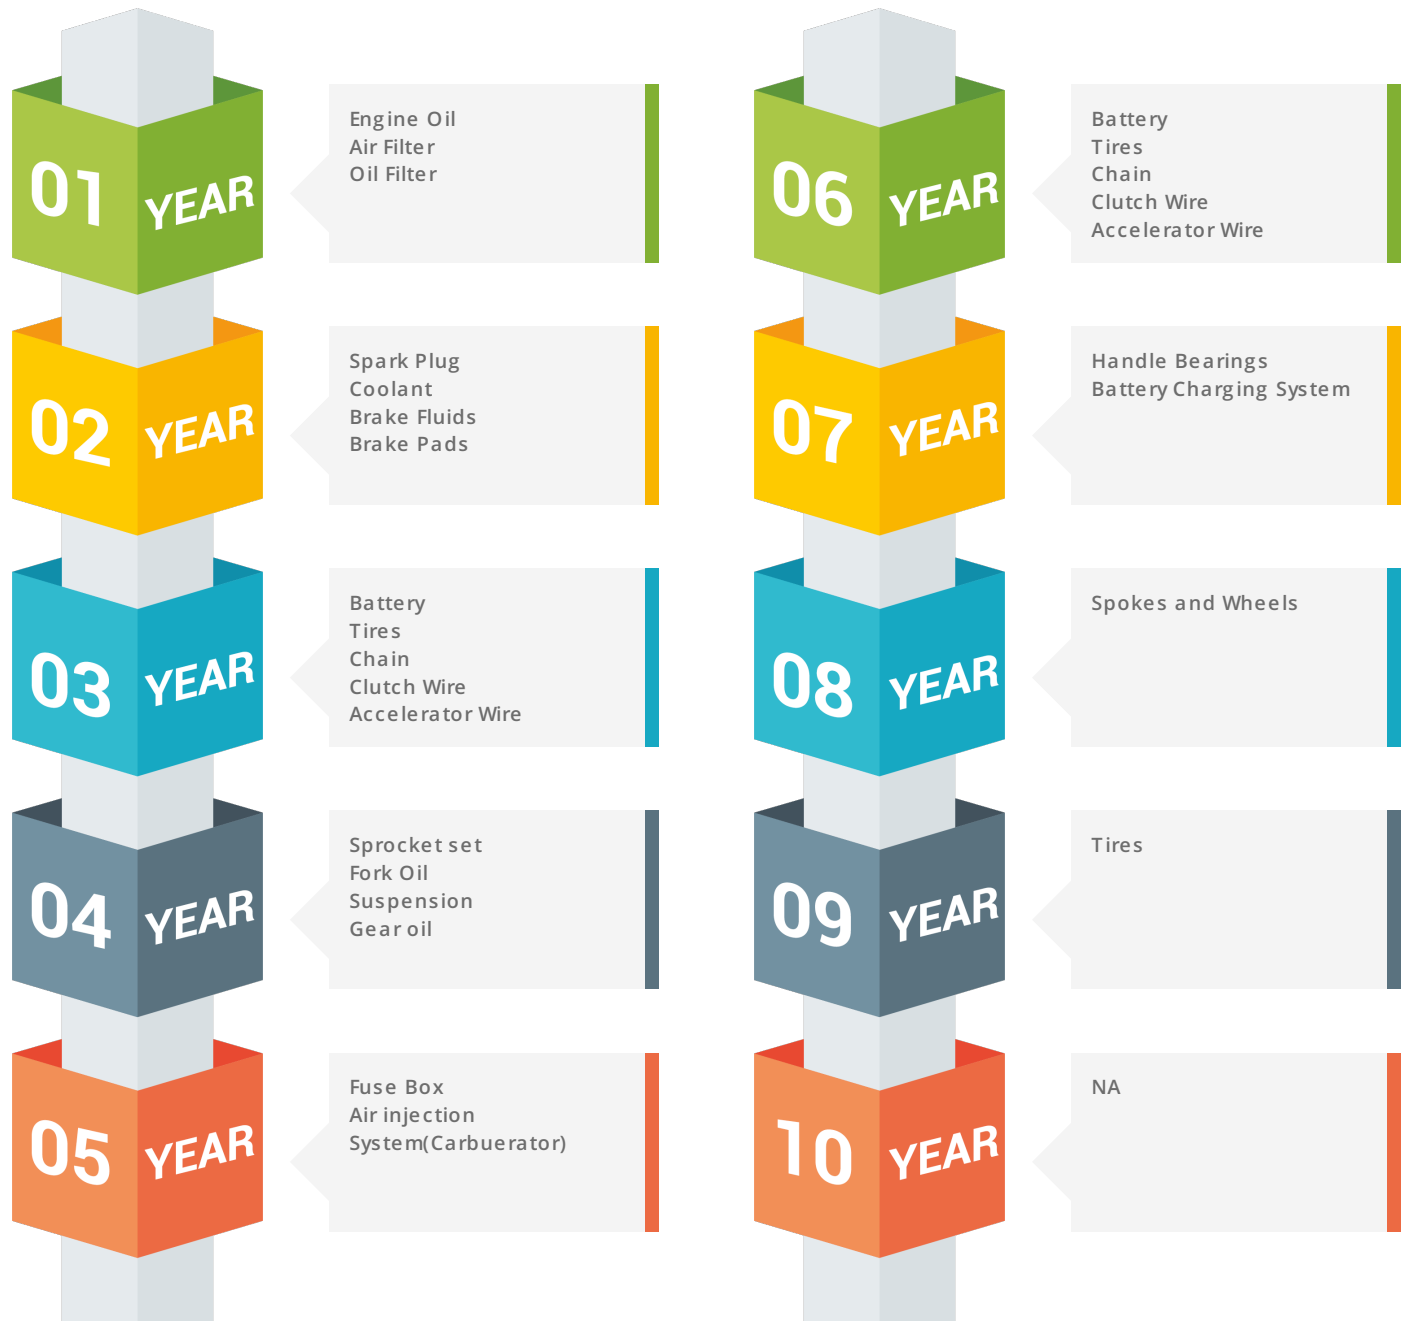 01 YEAR
Engine Oil
Air Filter
Oil Filter
02 YEAR
Spark Plug
Coolant
Brake Fluids
Brake Pads
03 YEAR
Battery
Tires
Chain
Clutch Wire
Accelerator Wire
04 YEAR
Sprocket set
Fork Oil
Suspension
Gear oil
05 YEAR
Fuse Box
Air injection
System(Carbuerator)
06 YEAR
Battery
Tires
Chain
Clutch Wire
Accelerator Wire
07 YEAR
Handle Bearings
Battery Charging System
08 YEAR
Spokes and Wheels
09 YEAR
Tires
10 YEAR
NA